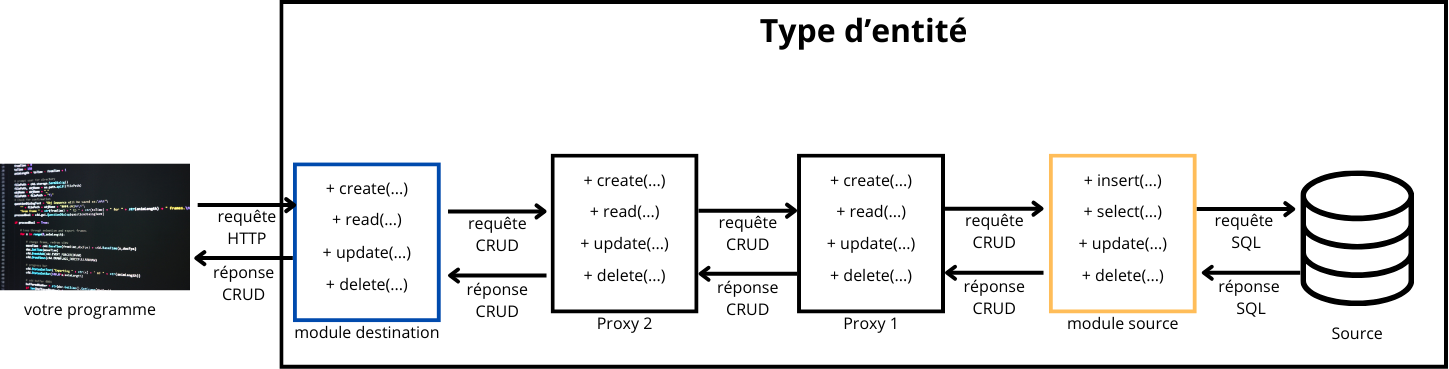 Type d’entité
requête
HTTP
réponse
CRUD
votre programme
+ create(...)
+ read(...)
+ update(...)
+ delete(...)
module destination
requête
CRUD
réponse
CRUD
+ create(...)
+ read(...)
+ update(...)
+ delete(...)
Proxy 2
requête
CRUD
réponse
CRUD
+ create(...)
+ read(...)
+ update(...)
+ delete(...)
Proxy 1
requête
CRUD
réponse
CRUD
+ insert(...)
+ select(...)
+ update(...)
+ delete(...)
module source
requête
SQL
réponse
SQL
Source